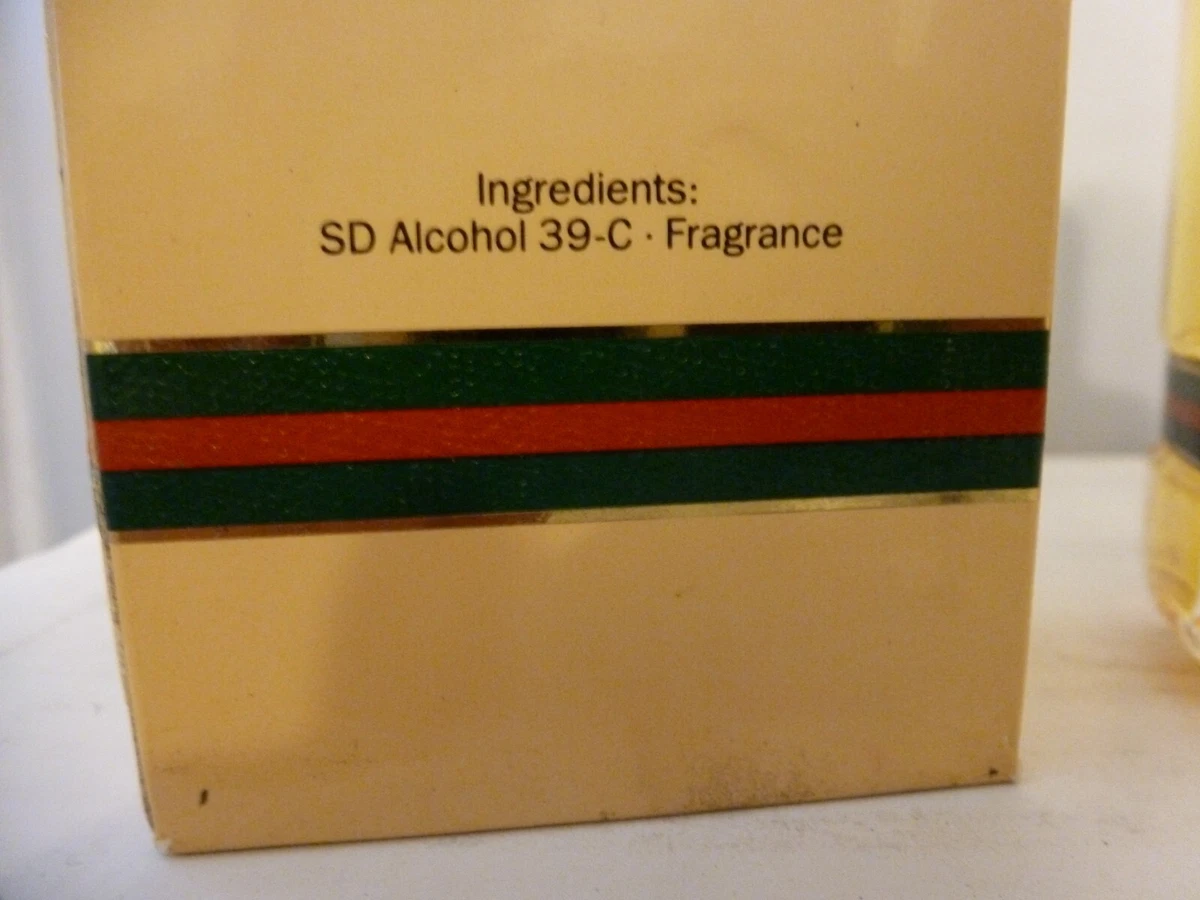 Ingredients:
SD Alcohol 39-C · Fragrance